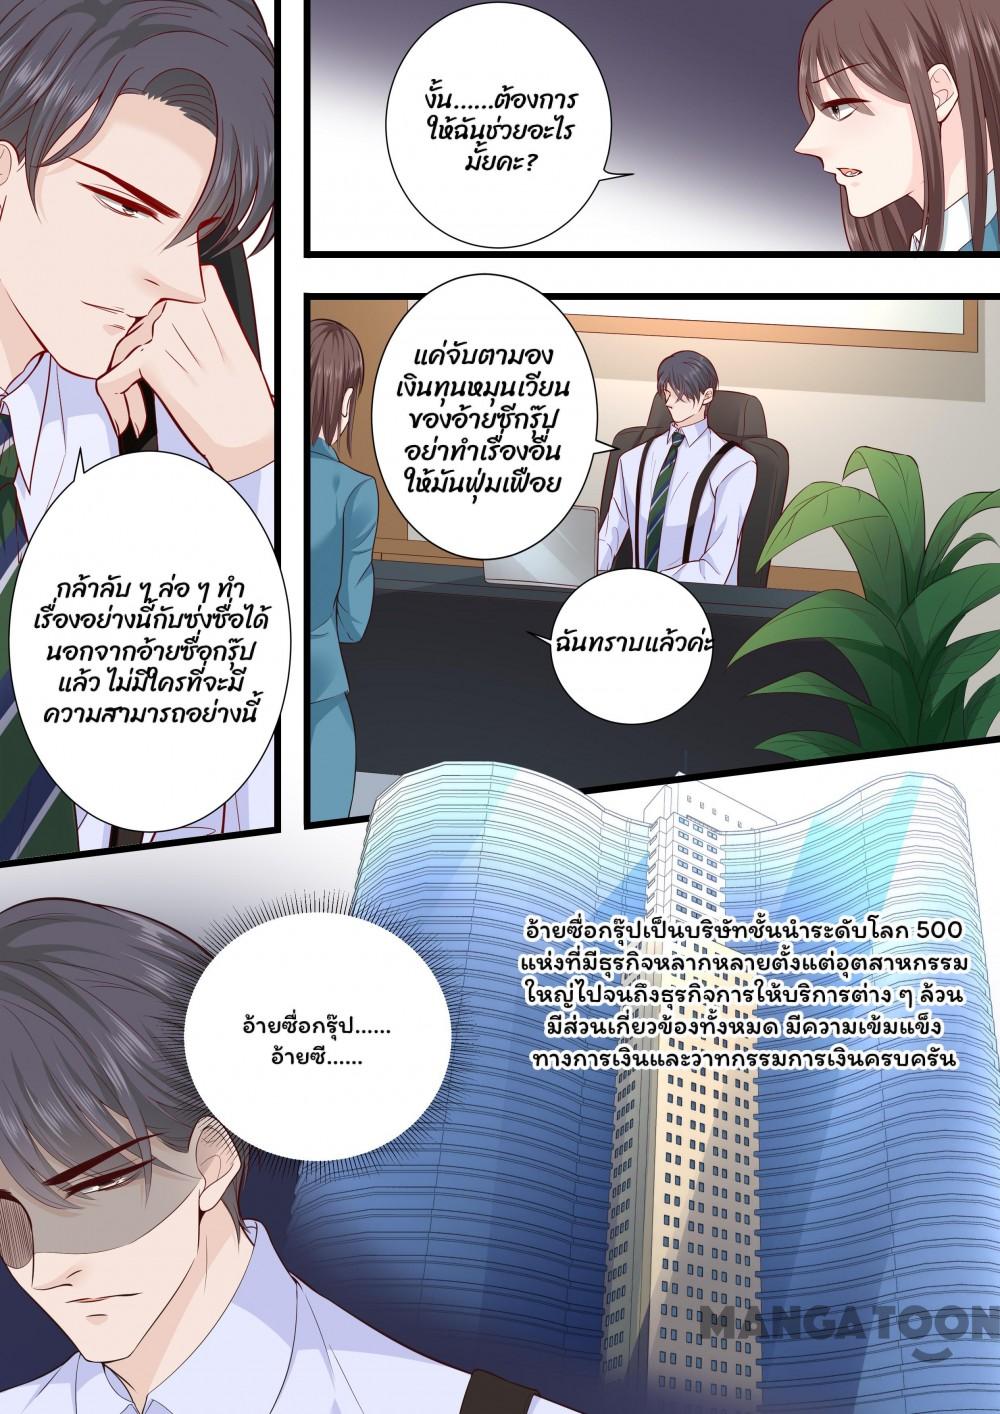 งั้น......ต้องการ
ให้ฉันช่วยอะไร
มั้ยคะ?
แค่จับตามอง
เงินทุนหมุนเวียน
ของอ้ายซีกรุ๊ป
อย่าทำเรื่องอื่น
ให้มันฟุ่มเฟือย
ฉันทราบแล้วค่ะ
กล้าลับ ๆ ล่อ ๆ ทำ
เรื่องอย่างนี้กับซ่งซื่อได้
นอกจากอ้ายซื่อกรุ๊ป
แล้ว ไม่มีใครที่จะมี
ความสามารถอย่างนี้
อ้ายซื่อกรุ๊ปเป็นบริษัทชั้นนำระดับโลก 500
แห่งที่มีธุรกิจหลากหลายตั้งแต่อุตสาหกรรม
ใหญ่ไปจนถึงธุรกิจการให้บริการต่าง ๆ ล้วน
มีส่วนเกี่ยวข้องทั้งหมด มีความเข้มแข็ง
ทางการเงินและวาทกรรมการเงินครบครัน
อ้ายซื่อกรุ๊ป......
อ้ายซี......
MANGATOON